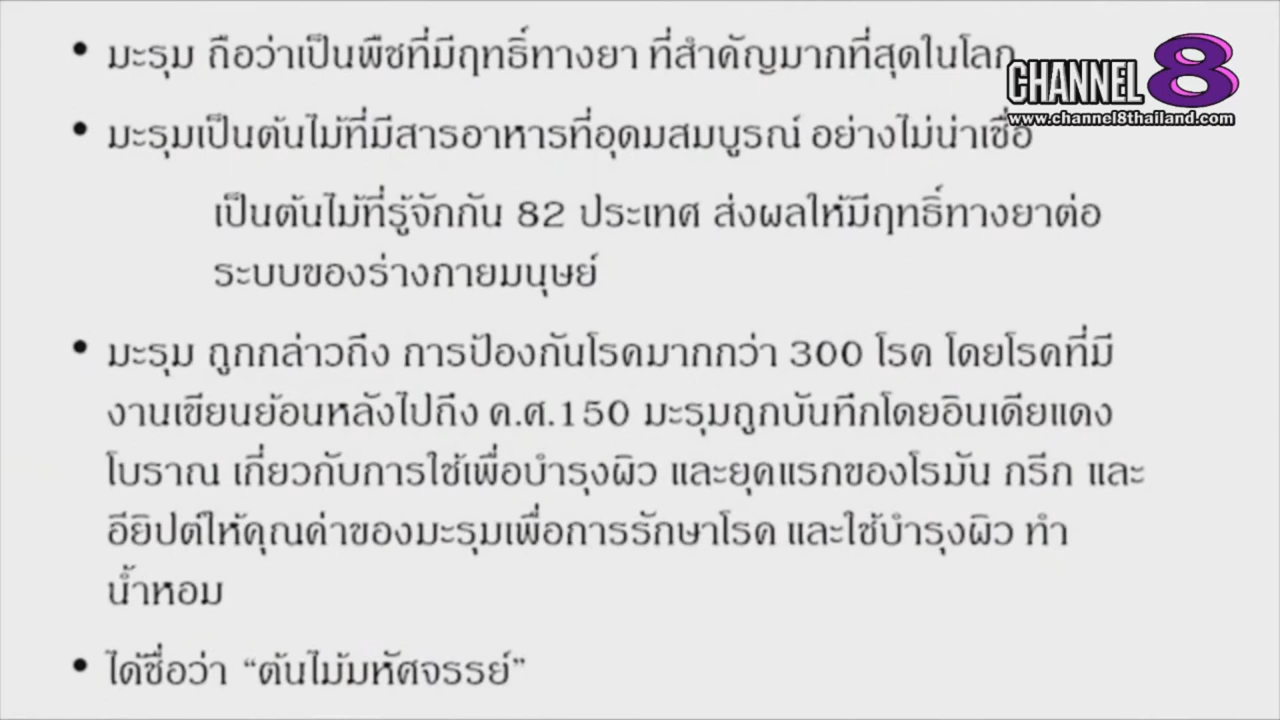 • มะรุม ถือว่าเป็นพืชที่มีฤทธิ์ทางยา ที่สำคัญมากที่สุดในโลก
CHANNEL 8
www.channel8thailand.com
• มะรุมเป็นต้นไม้ที่มีสารอาหารที่อุดมสมบูรณ์ อย่างไม่น่าเชื่อ
เป็นต้นไม้ที่รู้จักกัน 82 ประเทศ ส่งผลให้มีฤทธิ์ทางยาต่อ
ระบบของร่างกายมนุษย์
• มะรุม ถูกกล่าวถึง การป้องกันโรคมากกว่า 300 โรค โดยโรคที่มี
งานเขียนย้อนหลังไปถึง ค.ศ.150 มะรุมถูกบันทึกโดยอินเดียแดง
โบราณ เกี่ยวกับการใช้เพื่อบำรุงผิว และยุคแรกของโรมัน กรีก และ
อียิปต์ให้คุณค่าของมะรุมเพื่อการรักษาโรค และใช้บำรุงผิว ทำ
น้ำหอม
• ได้ชื่อว่า “ต้นไม้มหัศจรรย์”